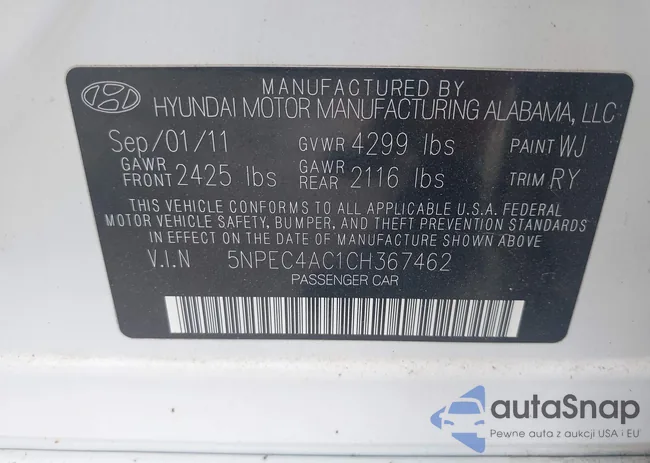 MANUFACTURED BY
HYUNDAI MOTOR MANUFACTURING ALABAMA, LLC
Sep/01/11 GVWR 4299 lbs PAINT WJ
GAWR FRONT 2425 lbs GAWR REAR 2116 lbs TRIM RY
THIS VEHICLE CONFORMS TO ALL APPLICABLE U.S.A. FEDERAL
MOTOR VEHICLE SAFETY, BUMPER, AND THEFT PREVENTION STANDARDS
IN EFFECT ON THE DATE OF MANUFACTURE SHOWN ABOVE.
V.I.N 5NPEC4AC1CH367462
PASSENGER CAR
autaSnap
Pewne auta z aukcji USA i EU